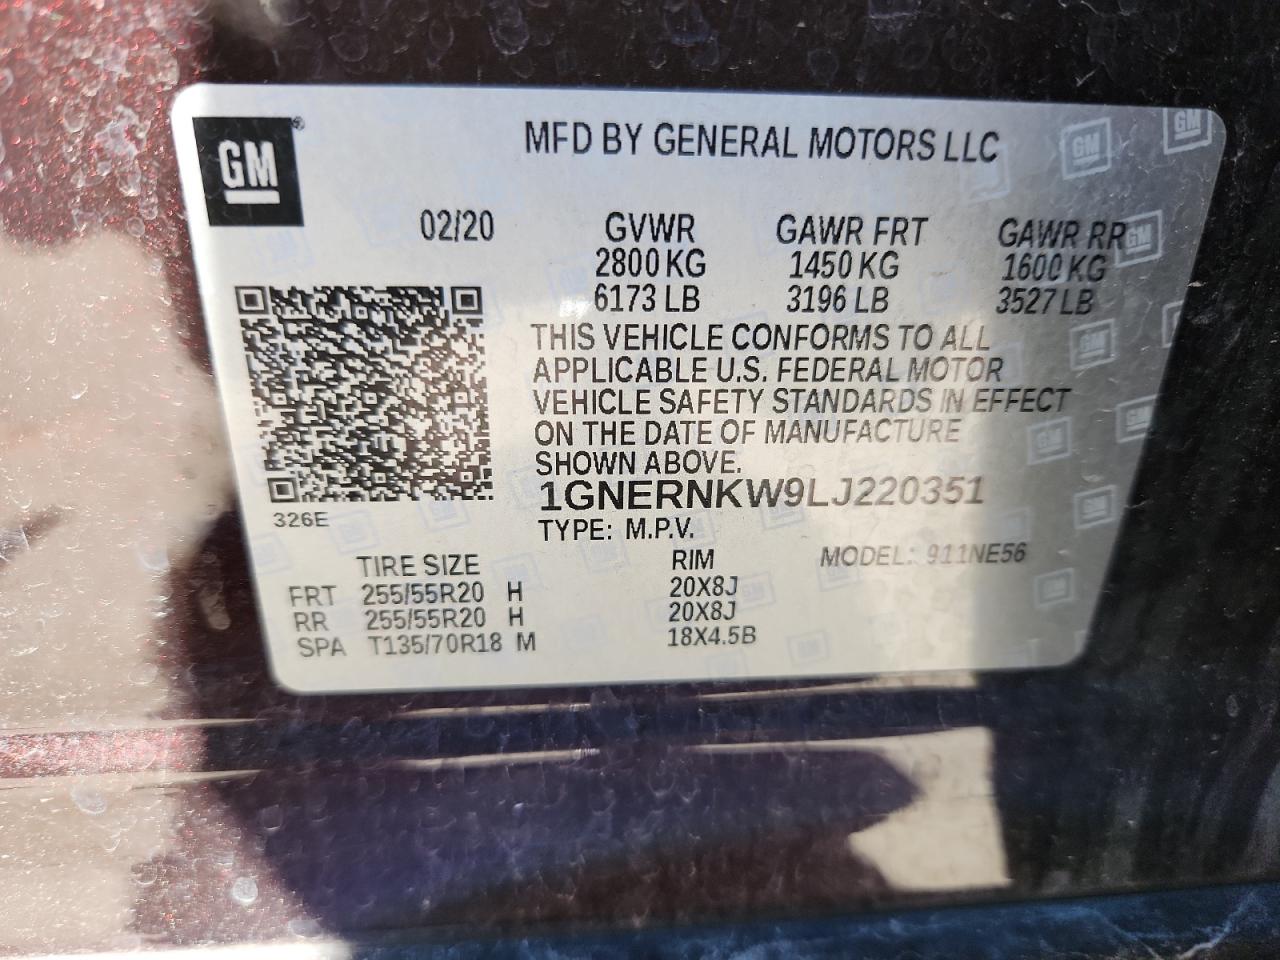 GM
MFD BY GENERAL MOTORS LLC
02/20 GVWR GAWR FRT GAWR RR
2800 KG 1450 KG 1600 KG
6173 LB 3196 LB 3527 LB
THIS VEHICLE CONFORMS TO ALL
APPLICABLE U.S. FEDERAL MOTOR
VEHICLE SAFETY STANDARDS IN EFFECT
ON THE DATE OF MANUFACTURE
SHOWN ABOVE.
1GNERNKW9LJ220351
326E
TYPE: M.P.V.
TIRE SIZE RIM MODEL: 911NE56
FRT 255/55R20 H 20X8J
RR 255/55R20 H 20X8J
SPA T135/70R18 M 18X4.5B